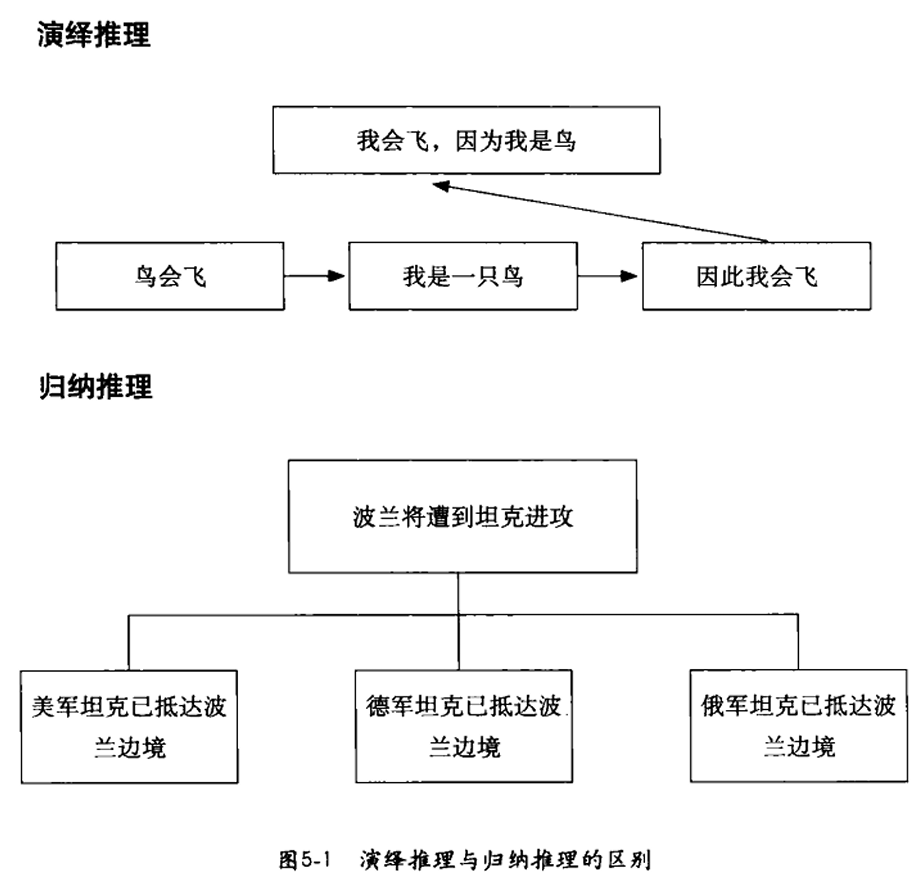 演绎推理
我会飞，因为我是鸟
鸟会飞
我是一只鸟
因此我会飞
归纳推理
波兰将遭到坦克进攻
美军坦克已抵达波
兰边境
德军坦克已抵达波
兰边境
俄军坦克已抵达波
兰边境
图5-1 演绎推理与归纳推理的区别